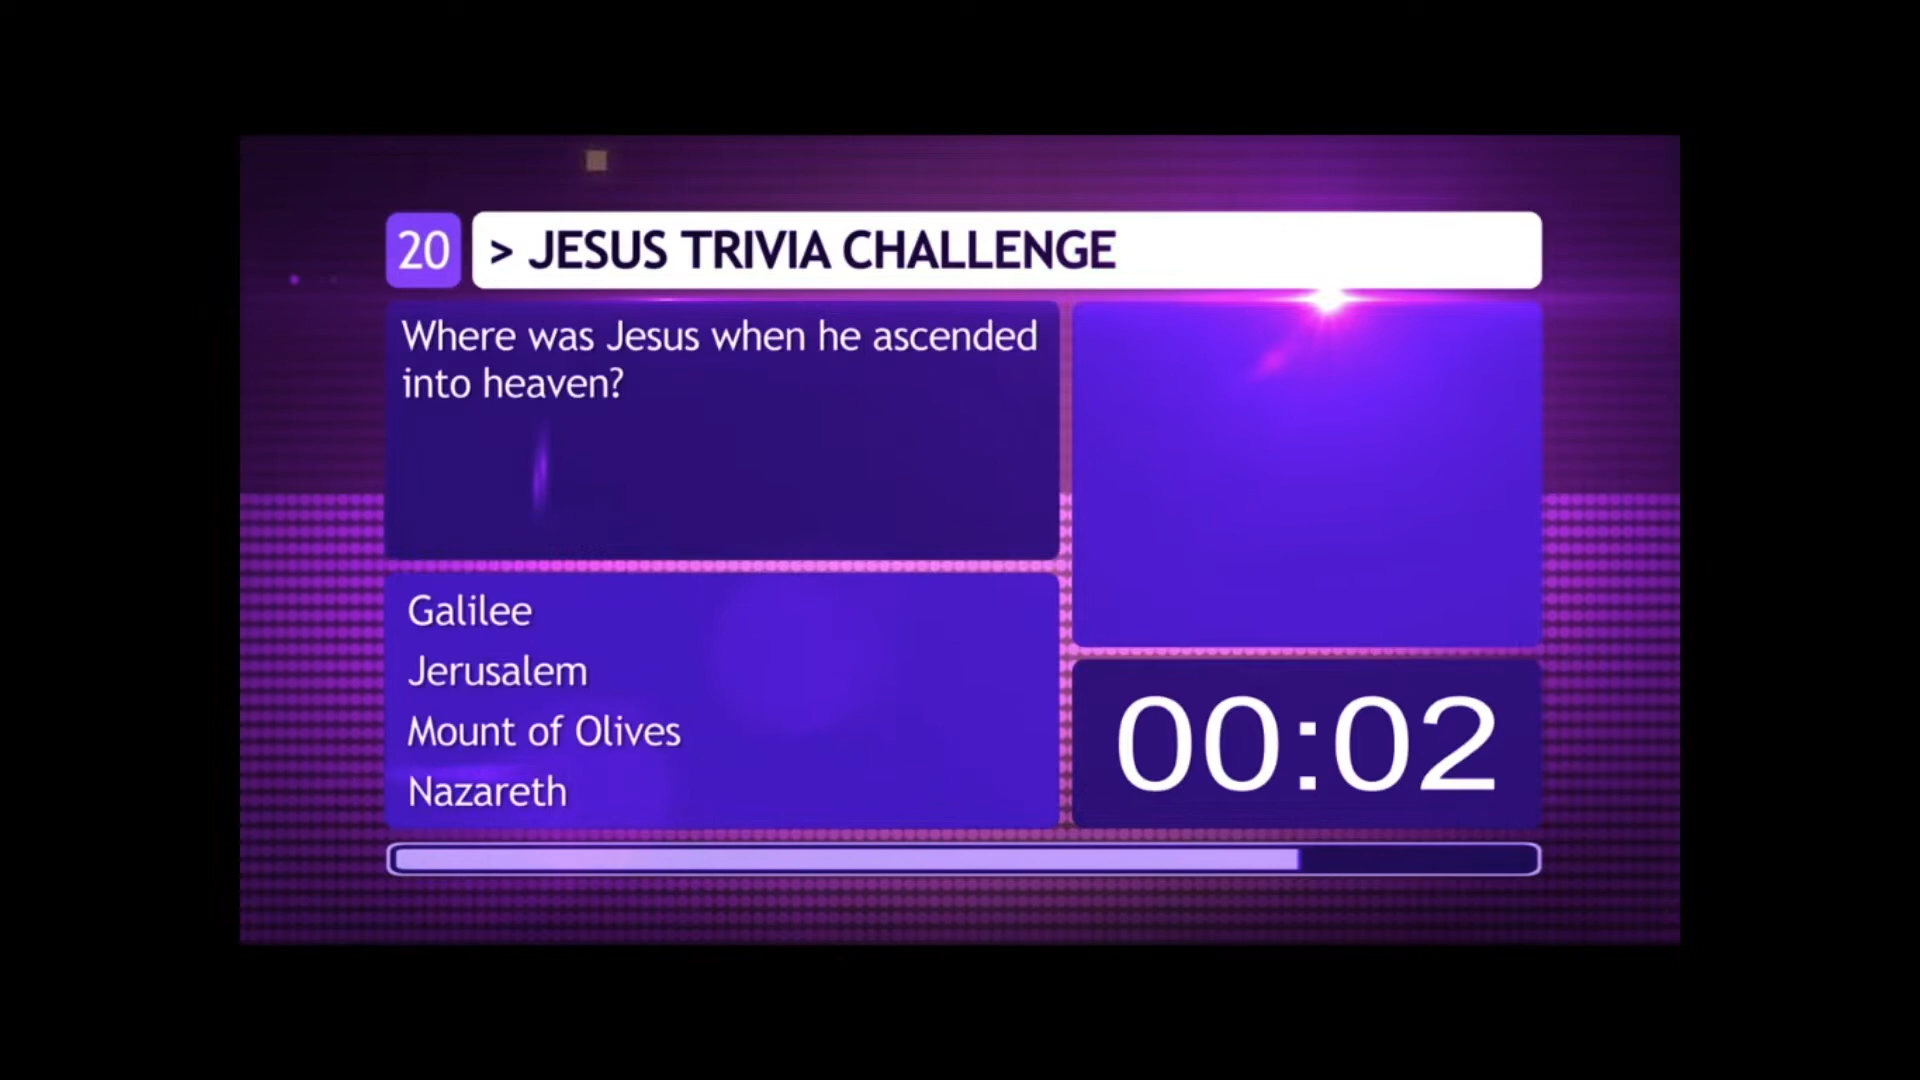 20
> JESUS TRIVIA CHALLENGE
Where was Jesus when he ascended
into heaven?
Galilee
Jerusalem
Mount of Olives
Nazareth
00:02